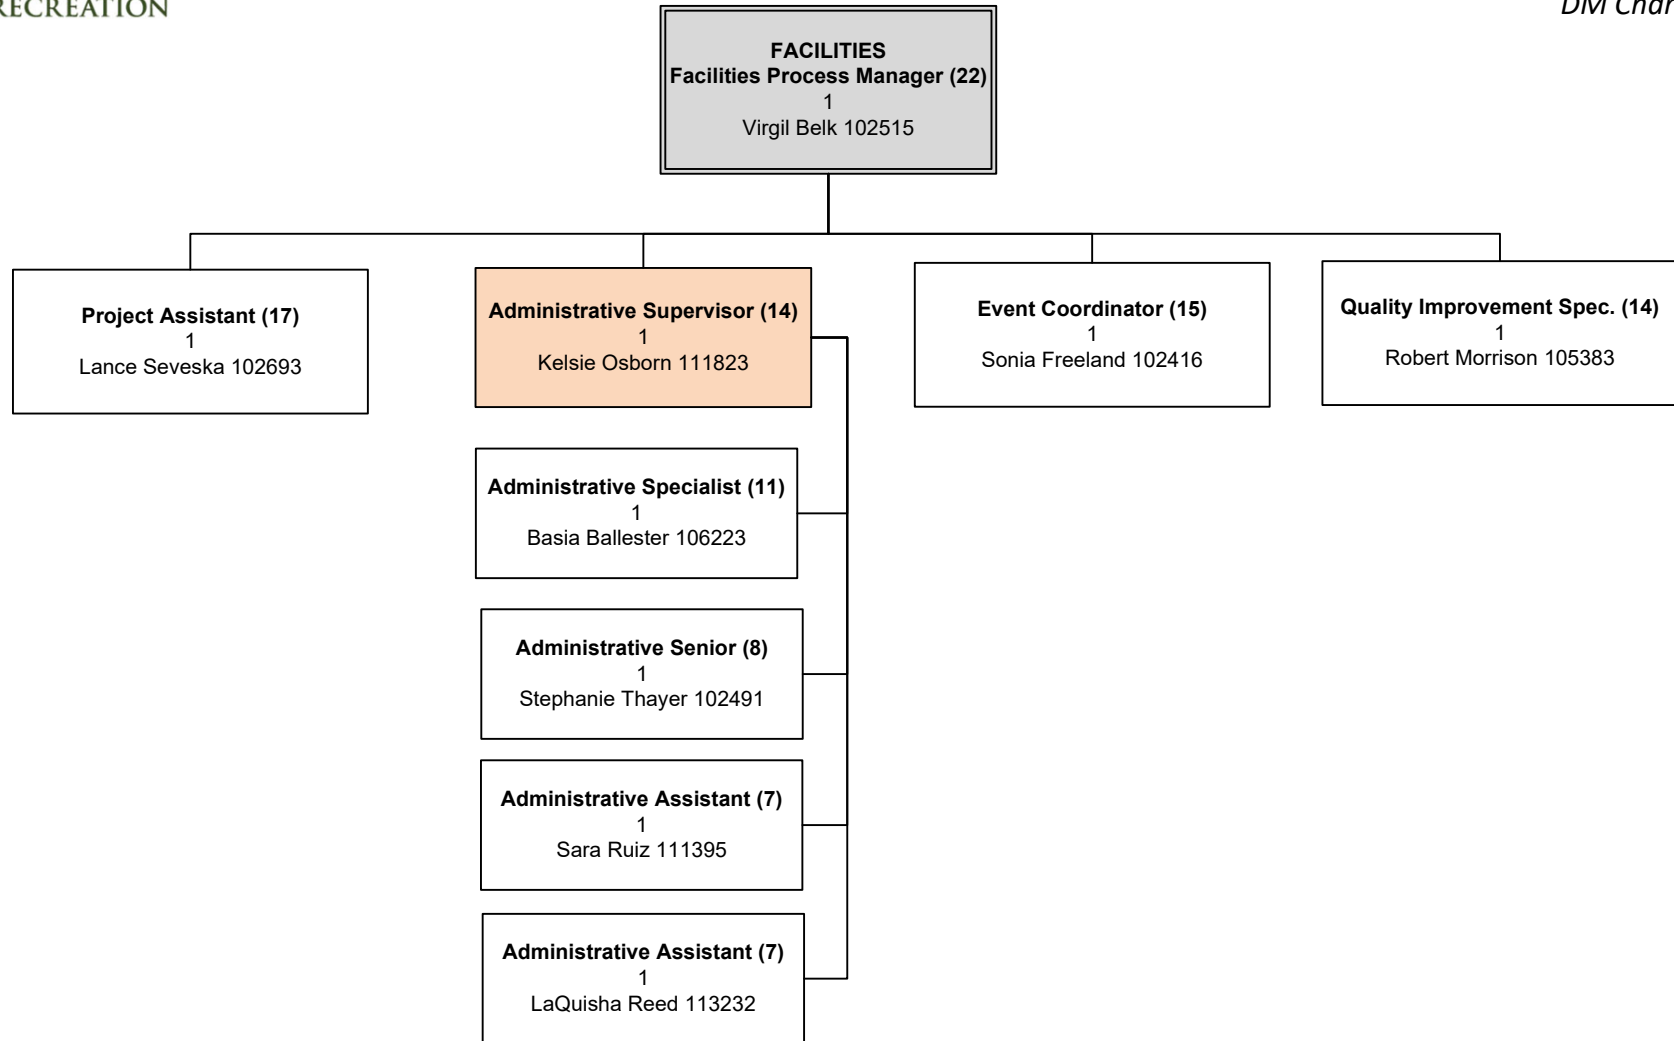 RECREATION
DM Char
FACILITIES
Facilities Process Manager (22)
1
Virgil Belk 102515
Project Assistant (17)
1
Lance Seveska 102693
Administrative Supervisor (14)
1
Kelsie Osborn 111823
Event Coordinator (15)
1
Sonia Freeland 102416
Quality Improvement Spec. (14)
1
Robert Morrison 105383
Administrative Specialist (11)
1
Basia Ballester 106223
Administrative Senior (8)
1
Stephanie Thayer 102491
Administrative Assistant (7)
1
Sara Ruiz 111395
Administrative Assistant (7)
1
LaQuisha Reed 113232